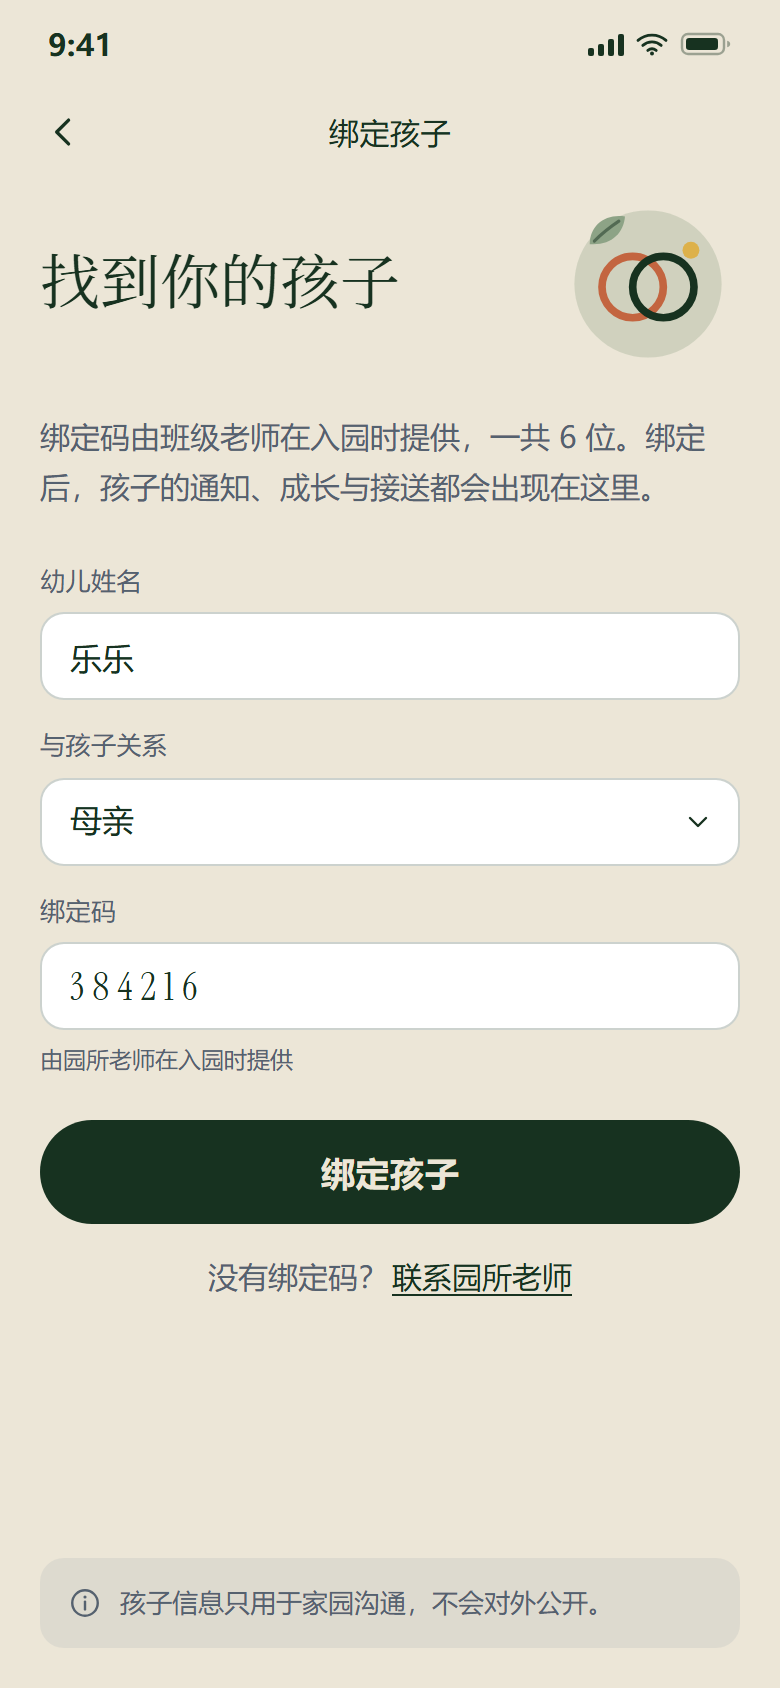 9:41
绑定孩子
找到你的孩子
绑定码由班级老师在入园时提供，一共 6 位。绑定
后，孩子的通知、成长与接送都会出现在这里。
幼儿姓名
乐乐
与孩子关系
母亲
绑定码
384216
由园所老师在入园时提供
绑定孩子
没有绑定码？ 联系园所老师
孩子信息只用于家园沟通，不会对外公开。